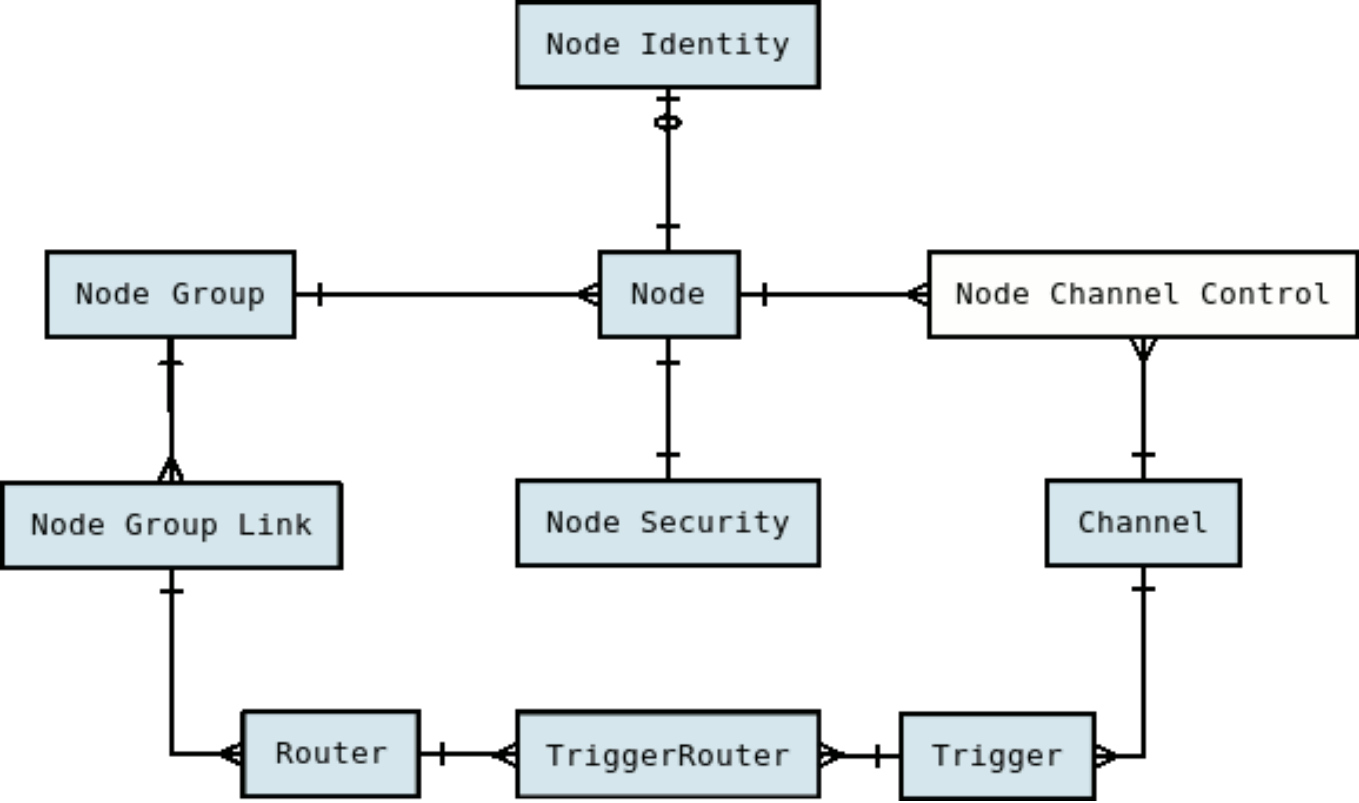 Node Identity
Node Group
Node
Node Channel Control
Node Group Link
Node Security
Channel
Router
TriggerRouter
Trigger